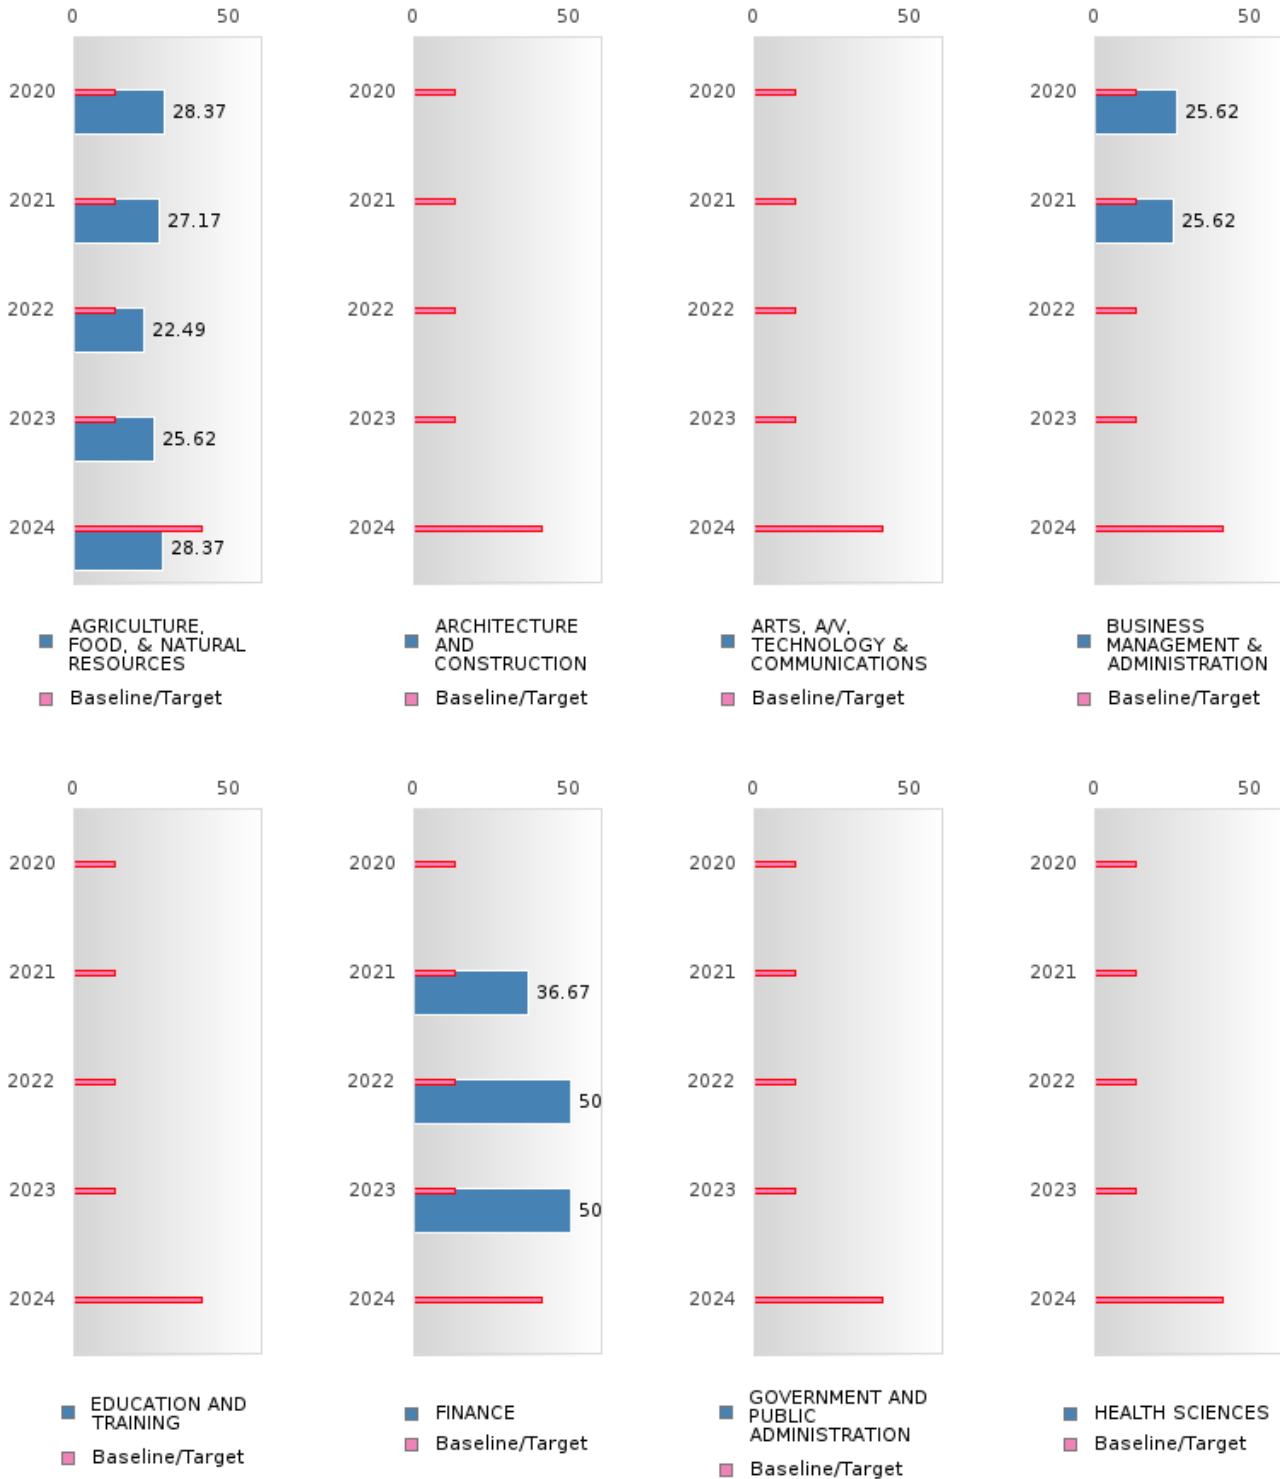 0 50 0 50 0 50 0 50
2020 28.37 2020 2020 2020 25.62
2021 27.17 2021 2021 2021 25.62
2022 22.49 2022 2022 2022
2023 25.62 2023 2023 2023
2024 28.37 2024 2024 2024
AGRICULTURE,
FOOD, & NATURAL
RESOURCES
Baseline/Target
ARCHITECTURE
AND
CONSTRUCTION
Baseline/Target
ARTS, A/V,
TECHNOLOGY &
COMMUNICATIONS
Baseline/Target
BUSINESS
MANAGEMENT &
ADMINISTRATION
Baseline/Target
0 50 0 50 0 50 0 50
2020 2020 2020 2020
2021 2021 36.67 2021 2021
2022 2022 50 2022 2022
2023 2023 50 2023 2023
2024 2024 2024 2024
EDUCATION AND
TRAINING
Baseline/Target
FINANCE
Baseline/Target
GOVERNMENT AND
PUBLIC
ADMINISTRATION
Baseline/Target
HEALTH SCIENCES
Baseline/Target